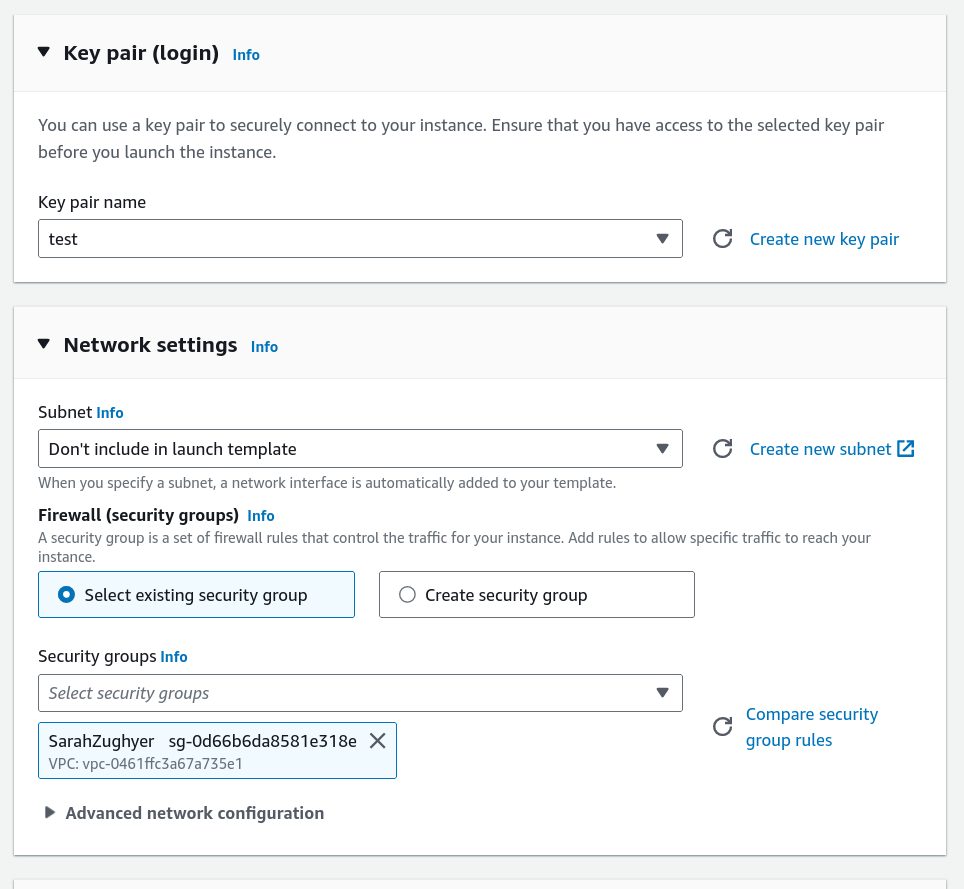 Key pair (login) Info
You can use a key pair to securely connect to your instance. Ensure that you have access to the selected key pair
before you launch the instance.
Key pair name
test
Create new key pair
Network settings Info
Subnet Info
Don't include in launch template
Create new subnet
When you specify a subnet, a network interface is automatically added to your template.
Firewall (security groups) Info
A security group is a set of firewall rules that control the traffic for your instance. Add rules to allow specific traffic to reach your
instance.
Select existing security group
Create security group
Security groups Info
Select security groups
Compare security
group rules
SarahZughyer sg-0d66b6da8581e318e
VPC: vpc-0461ffc3a67a735e1
Advanced network configuration